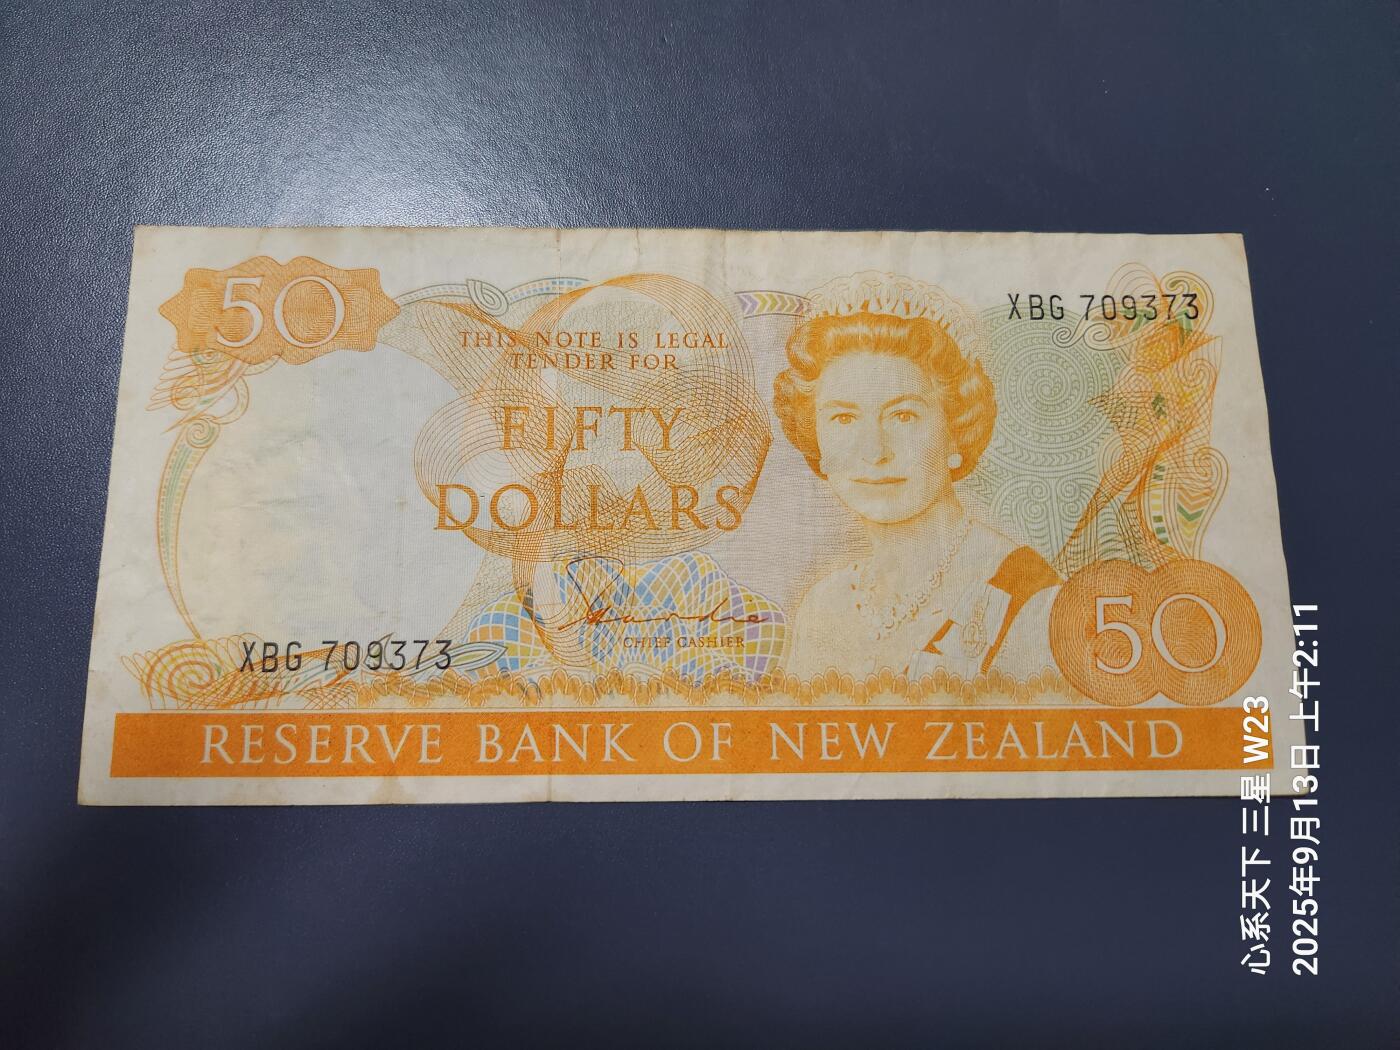 50
XBG 709373
THIS NOTE IS LEGAL
TENDER FOR
FIFTY
DOLLARS
CHIEF CASHIER
XBG 709373
50
RESERVE BANK OF NEW ZEALAND
心系天下 三星 W23
2025年9月13日 上午2:11